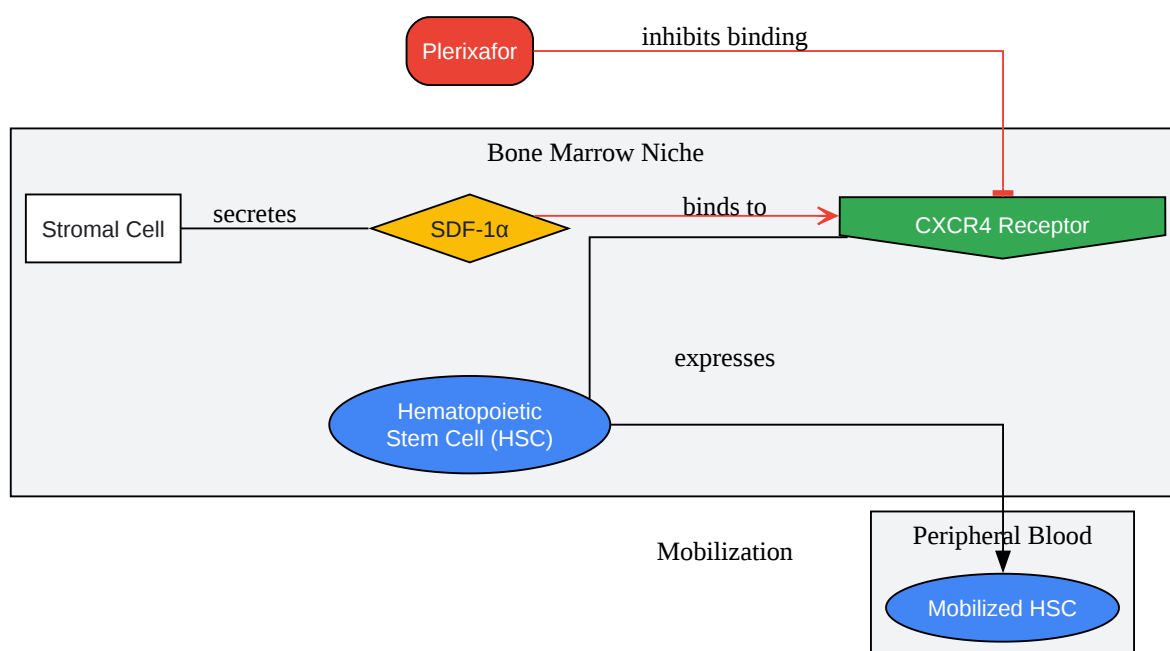 Plerixafor
inhibits binding
Bone Marrow Niche
Stromal Cell
secretes
SDF-1α
binds to
CXCR4 Receptor
expresses
Hematopoietic
Stem Cell (HSC)
Mobilization
Peripheral Blood
Mobilized HSC